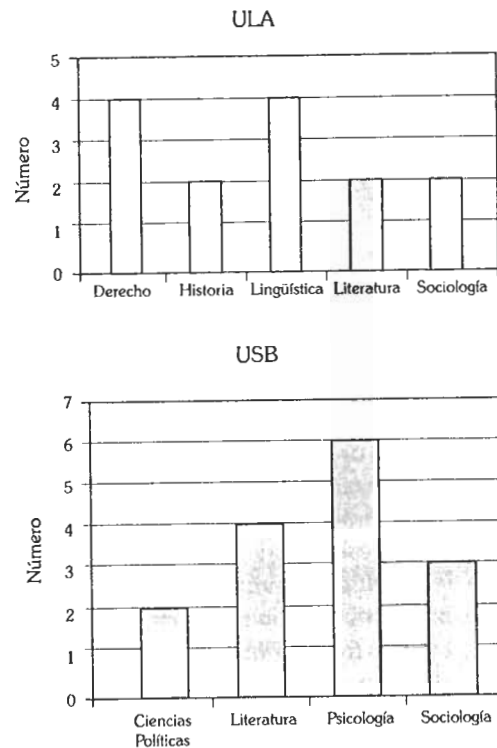 ULA
Número
5
4
3
2
1
0
Derecho Historia Lingüística Literatura Sociología
USB
Número
7
6
5
4
3
2
1
0
Ciencias Literatura Psicología Sociología
Políticas